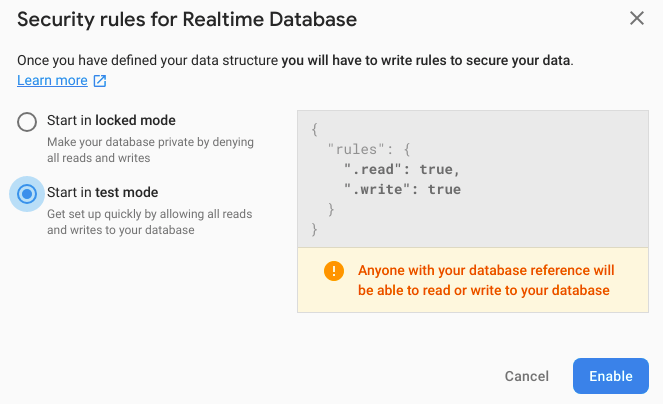 Security rules for Realtime Database
Once you have defined your data structure you will have to write rules to secure your data.
Learn more
Start in locked mode
Make your database private by denying
all reads and writes
Start in test mode
Get set up quickly by allowing all reads
and writes to your database
{
  "rules": {
    ".read": true,
    ".write": true
  }
}
Anyone with your database reference will
be able to read or write to your database
Cancel
Enable